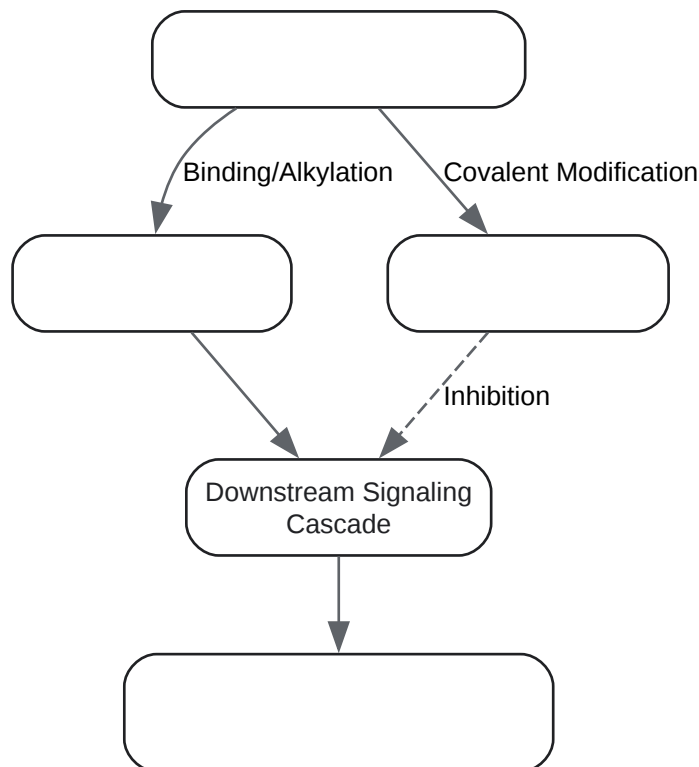 Binding/Alkylation
Covalent Modification
Inhibition
Downstream Signaling
Cascade